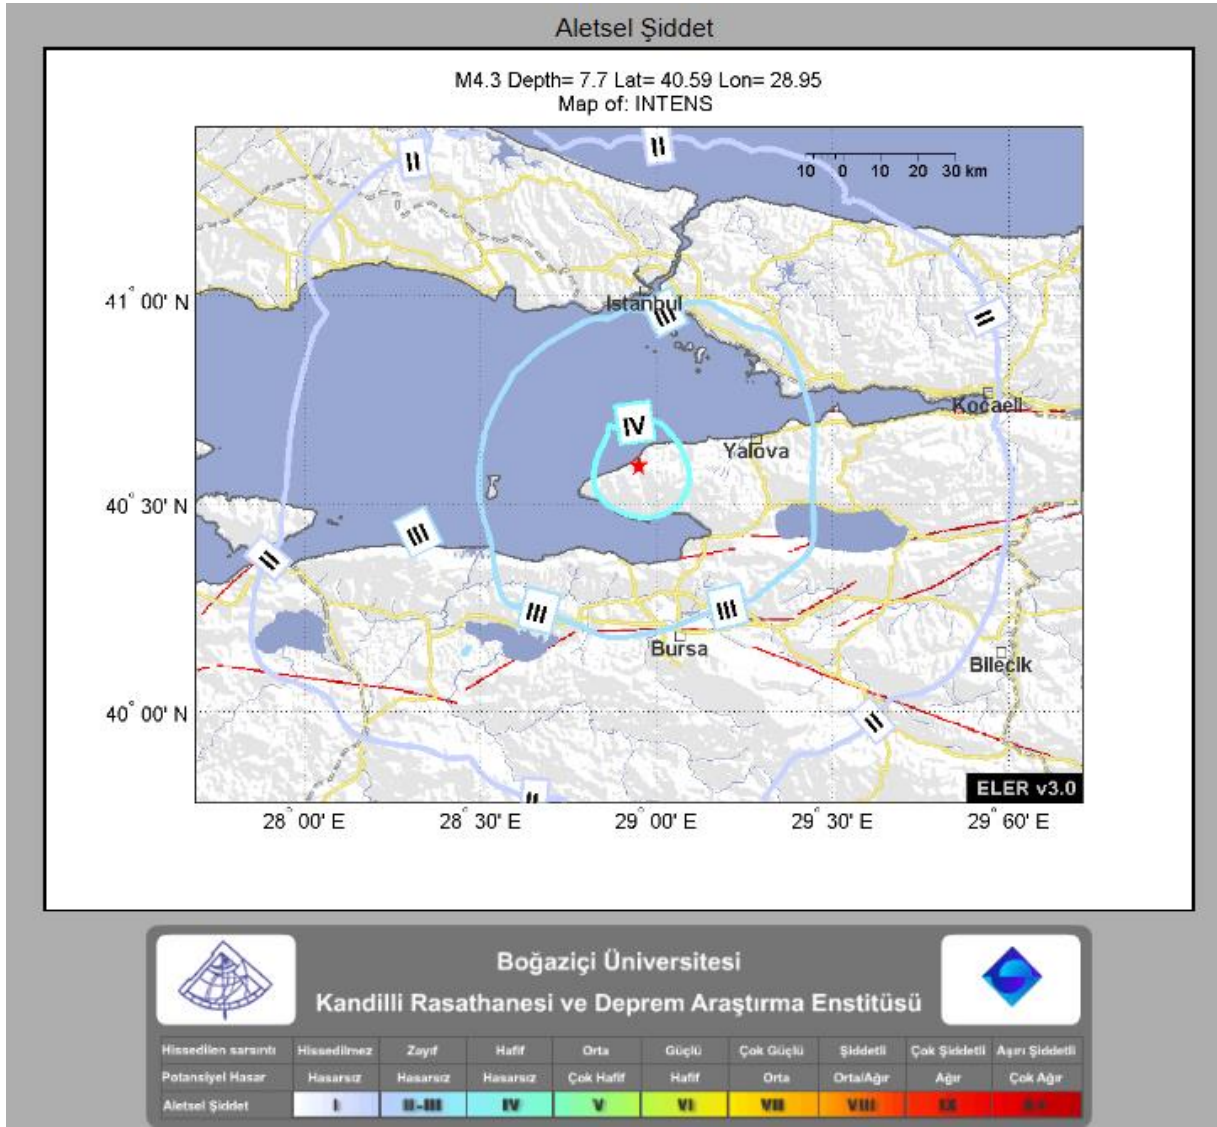 Aletsel Şiddet
M4.3 Depth= 7.7 Lat= 40.59 Lon= 28.95
Map of: INTENS
II
II
10 0 10 20 30 km
41° 00' N
Istanbul
III
II
Kocaeli
IV
Yalova
40° 30' N
III
II
III
III
Bursa
Bilecik
40° 00' N
II
II
ELER v3.0
28° 00' E 28° 30' E 29° 00' E 29° 30' E 29° 60' E
Boğaziçi Üniversitesi
Kandilli Rasathanesi ve Deprem Araştırma Enstitüsü
Hissedilen sarsıntı Hissedilmez Zayıf Hafif Orta Güçlü Çok Güçlü Şiddetli Çok Şiddetli Aşırı Şiddetli
Potansiyel Hasar Hasarsız Hasarsız Hasarsız Çok Hafif Hafif Orta Orta/Ağır Ağır Çok Ağır
Aletsel Şiddet I II-III IV V VI VII VIII IX X+